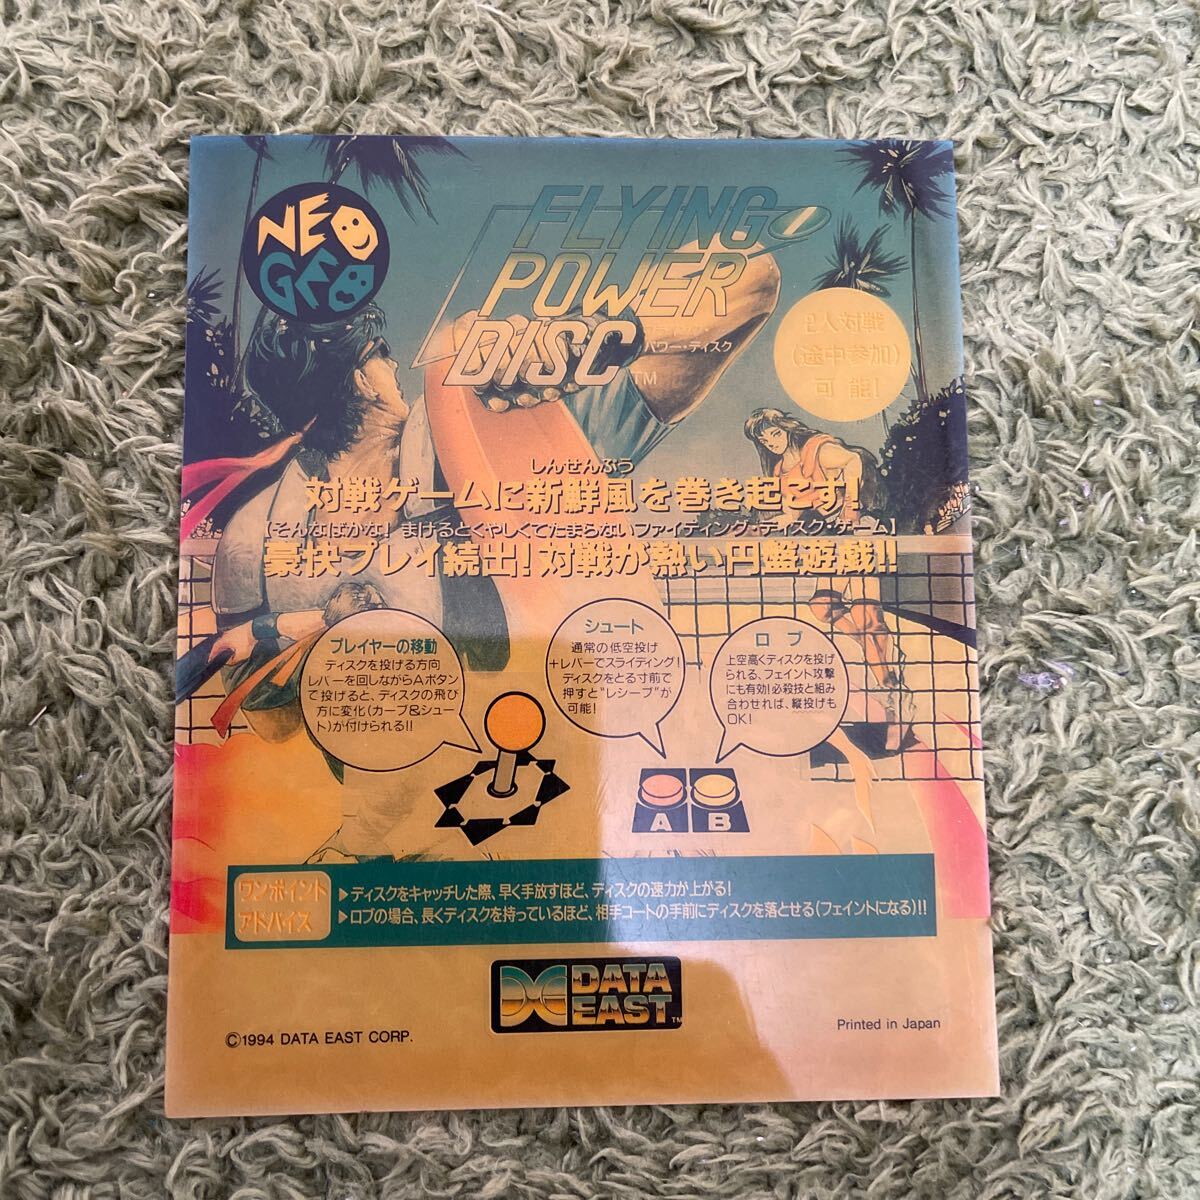 NEO
GEO
FLYING
POWER
DISC
フライング・
パワー・ディスク
TM
2人対戦
(途中参加)
可能!
しんせんぷう
対戦ゲームに新鮮風を巻き起こす!
【そんなばかな! まけるとくやしくてたまらないファイティング・ディスク・ゲーム】
豪快プレイ続出!対戦が熱い円盤遊戯!!
プレイヤーの移動
ディスクを投げる方向
レバーを回しながらAボタン
で投げると、ディスクの飛び
方に変化(カーブ&シュー
ト)が付けられる!!
シュート
通常の低空投げ
+レバーでスライディング!
ディスクをとる寸前で
押すと"レシーブ"が
可能!
ロブ
上空高くディスクを投げ
られる、フェイント攻撃
にも有効!必殺技と組み
合わせれば、縦投げも
OK!
A B
ワンポイント
アドバイス
▶ディスクをキャッチした際、早く手放すほど、ディスクの速力が上がる!
▶ロブの場合、長くディスクを持っているほど、相手コートの手前にディスクを落とせる(フェイントになる)!!
DATA
EAST
TM
©1994 DATA EAST CORP.
Printed in Japan